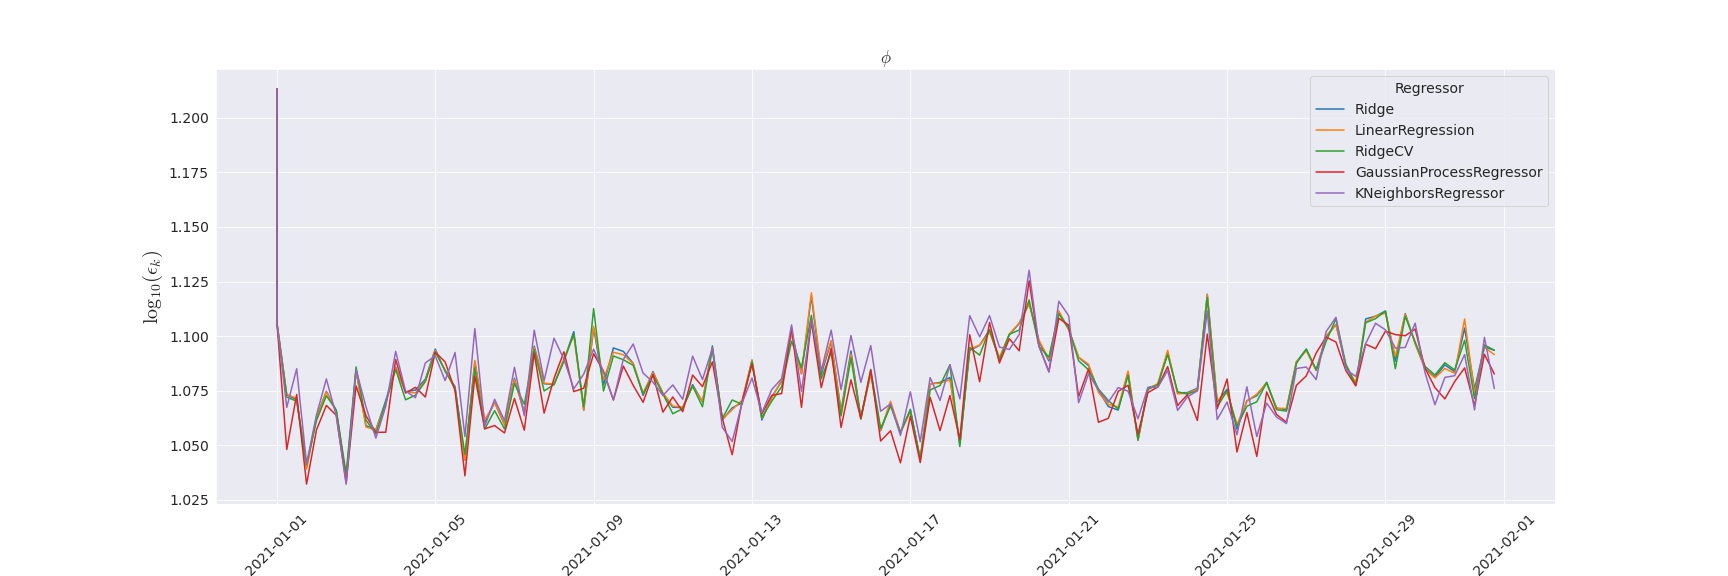 ϕ
log₁₀(ϵₖ)
1.200
1.175
1.150
1.125
1.100
1.075
1.050
1.025
2021-01-01
2021-01-05
2021-01-09
2021-01-13
2021-01-17
2021-01-21
2021-01-25
2021-01-29
2021-02-01
Regressor
Ridge
LinearRegression
RidgeCV
GaussianProcessRegressor
KNeighborsRegressor